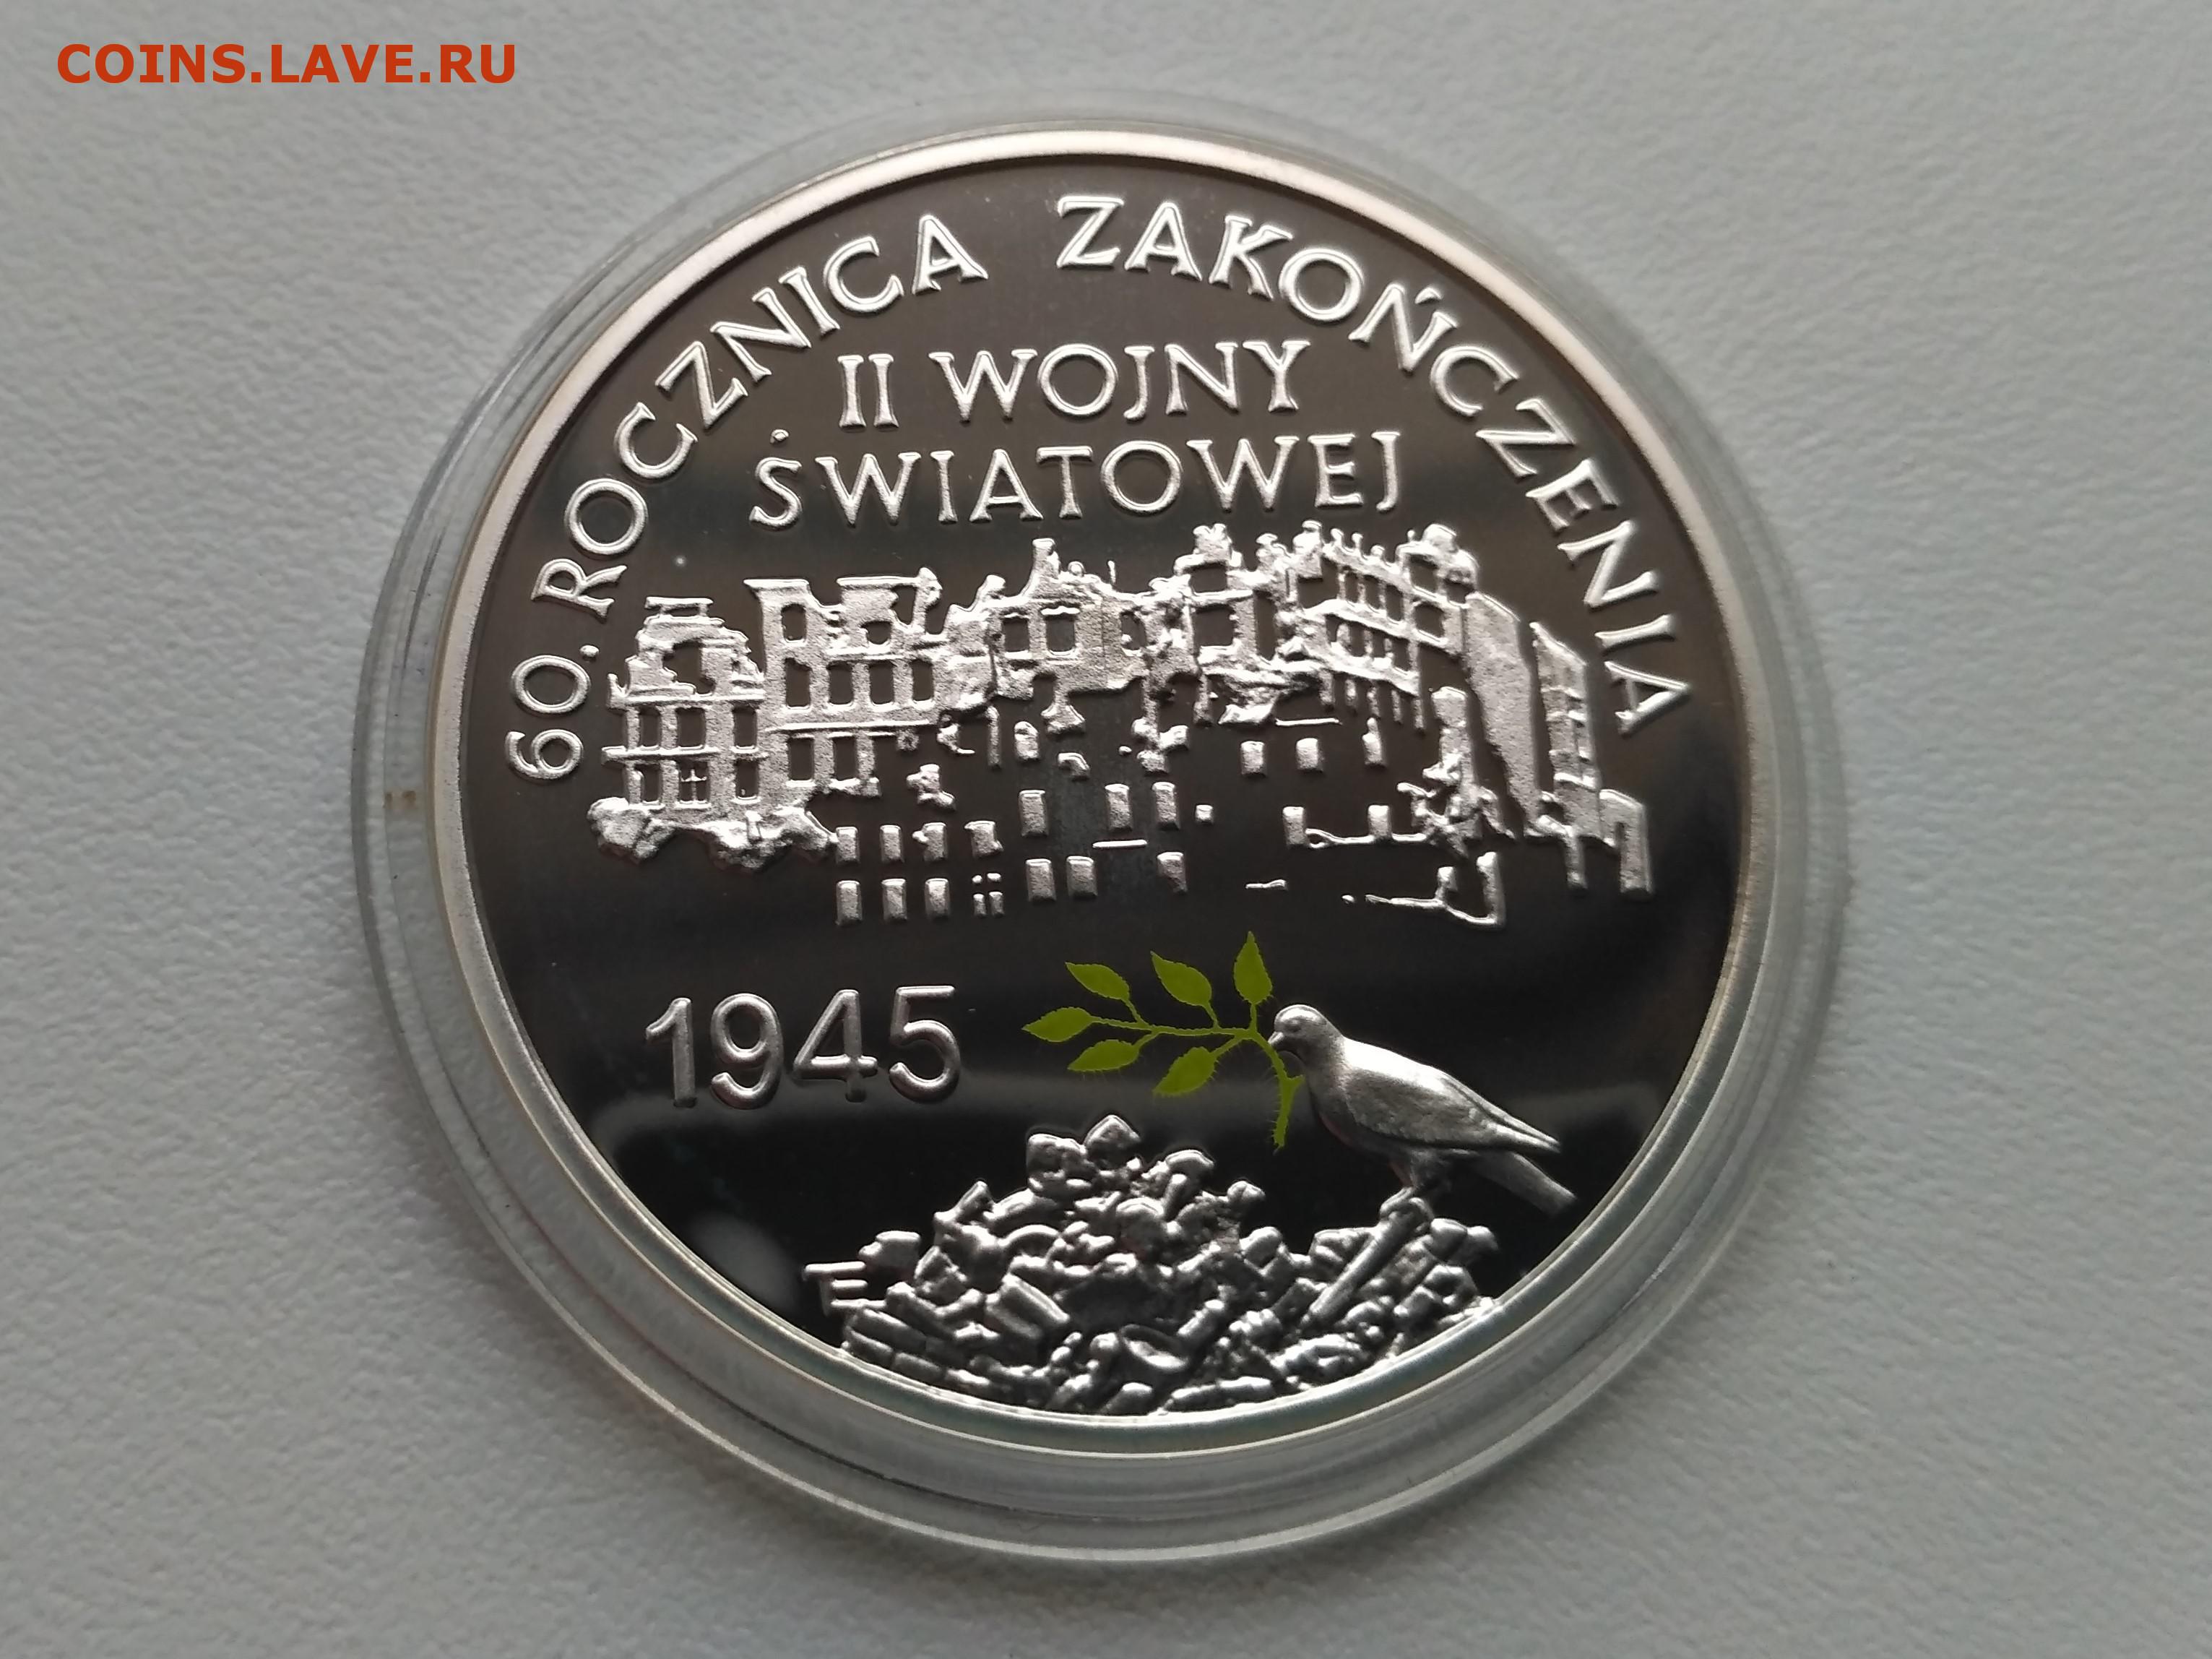 COINS.LAVE.RU
60. ROCZNICA ZAKOŃCZENIA
II WOJNY
ŚWIATOWEJ
1945